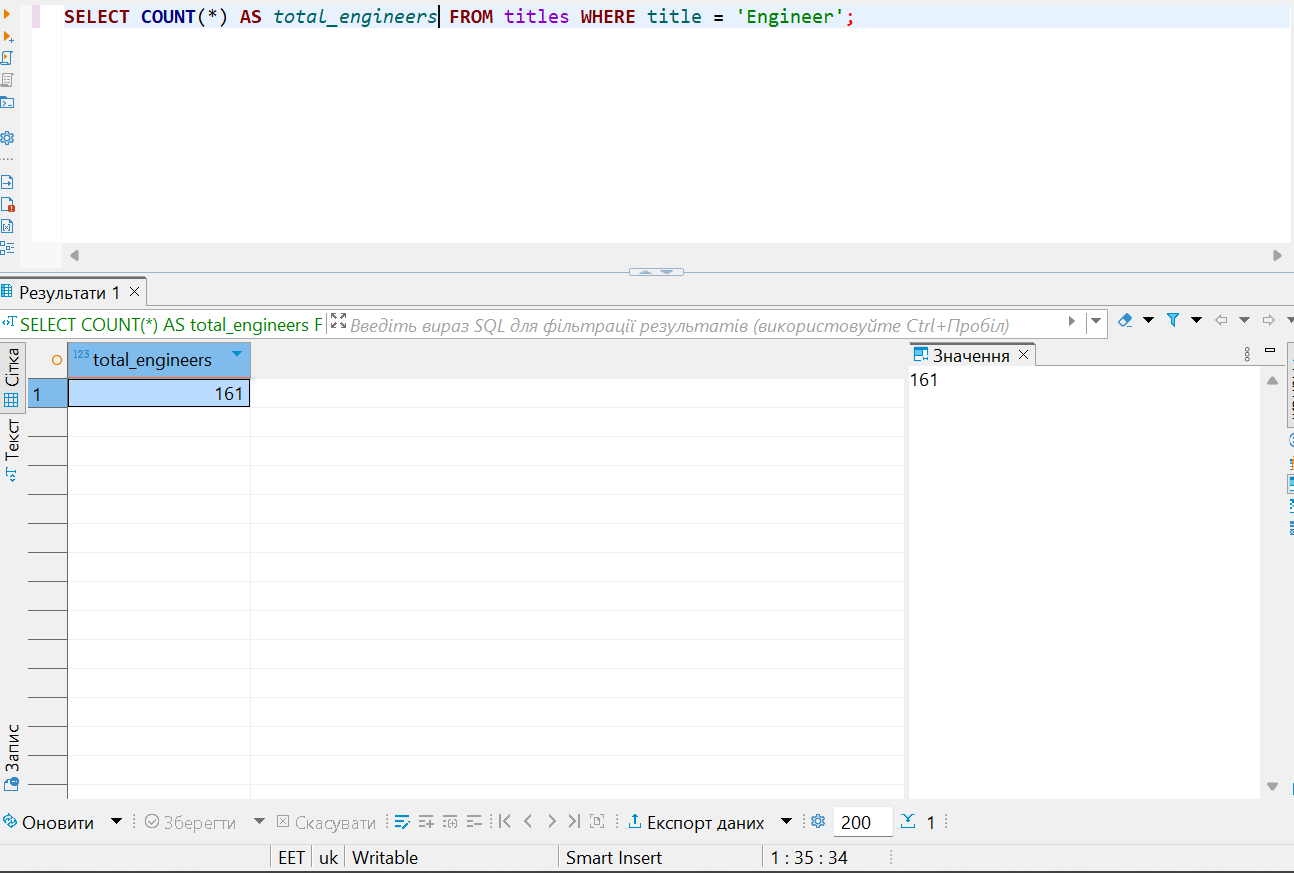 SELECT COUNT(*) AS total_engineers FROM titles WHERE title = 'Engineer';
Результати 1
SELECT COUNT(*) AS total_engineers F
Введіть вираз SQL для фільтрації результатів (використовуйте Ctrl+Пробіл)
Сітка
Текст
Запис
123 total_engineers
1
161
Значення
161
Оновити
Зберегти
Скасувати
Експорт даних
200
1
EET
uk
Writable
Smart Insert
1 : 35 : 34